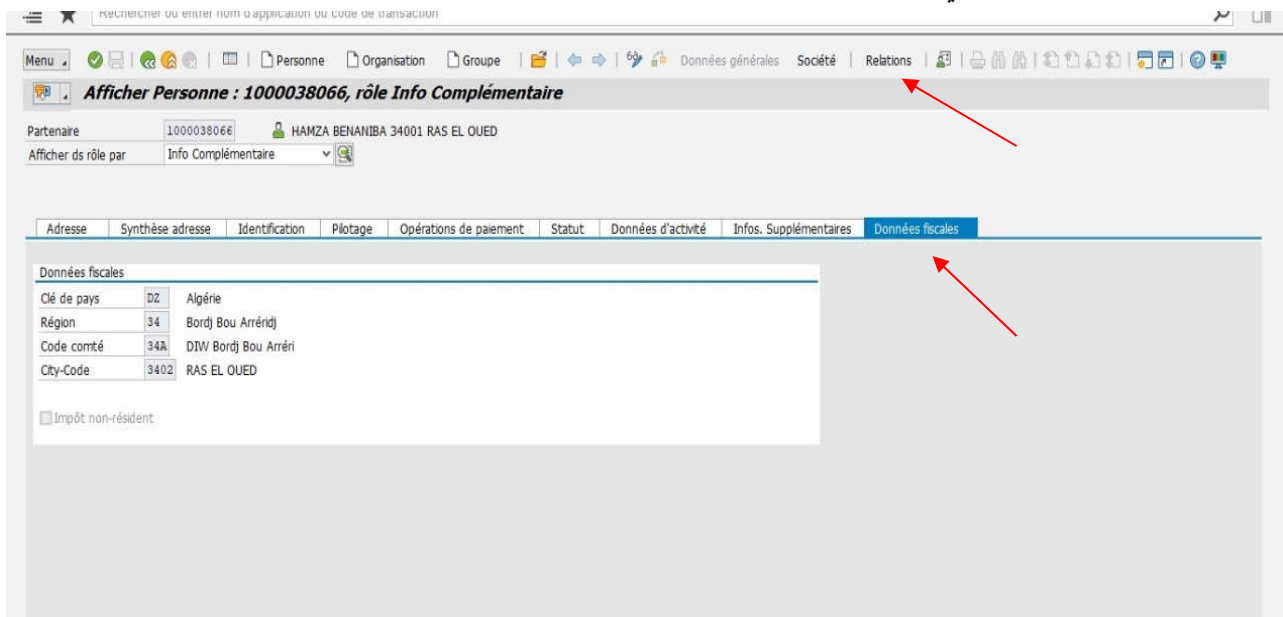 Rechercher ou entrer nom d'application ou code de transaction
Menu Personne Organisation Groupe Données générales Société Relations
Afficher Personne : 1000038066, rôle Info Complémentaire
Partenaire 1000038066 HAMZA BENANIBA 34001 RAS EL OUED
Afficher ds rôle par Info Complémentaire
Adresse Synthèse adresse Identification Pilotage Opérations de paiement Statut Données d'activité Infos. Supplémentaires Données fiscales
Données fiscales
Clé de pays DZ Algérie
Région 34 Bordj Bou Arréridj
Code comté 34A DIW Bordj Bou Arréri
City-Code 3402 RAS EL OUED
Impôt non-résident